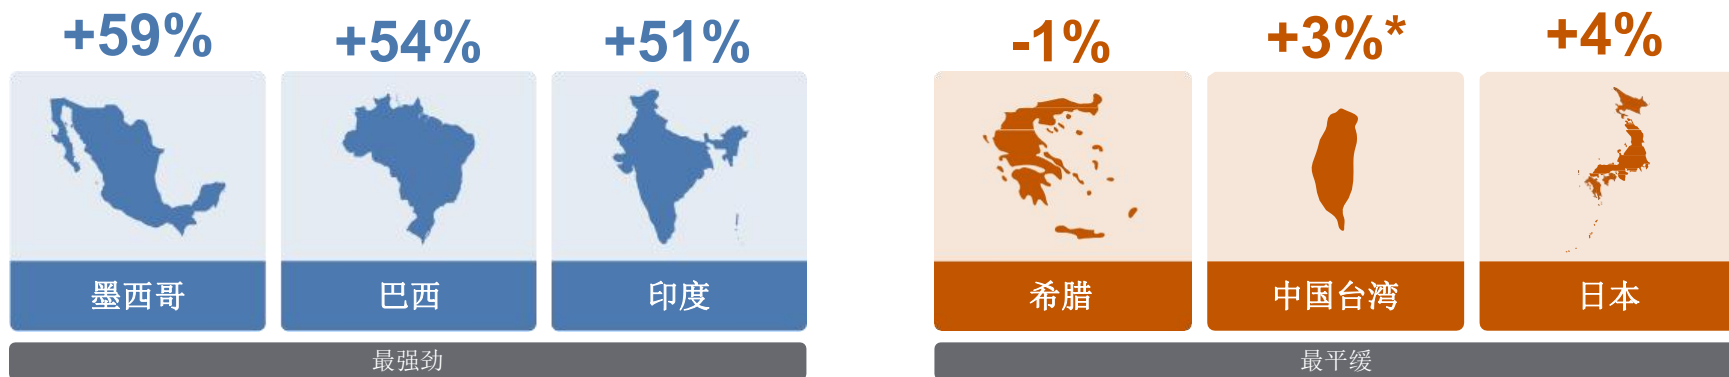 +59% +54% +51% -1% +3%* +4%
墨西哥 巴西 印度 希腊 中国台湾 日本
最强劲 最平缓